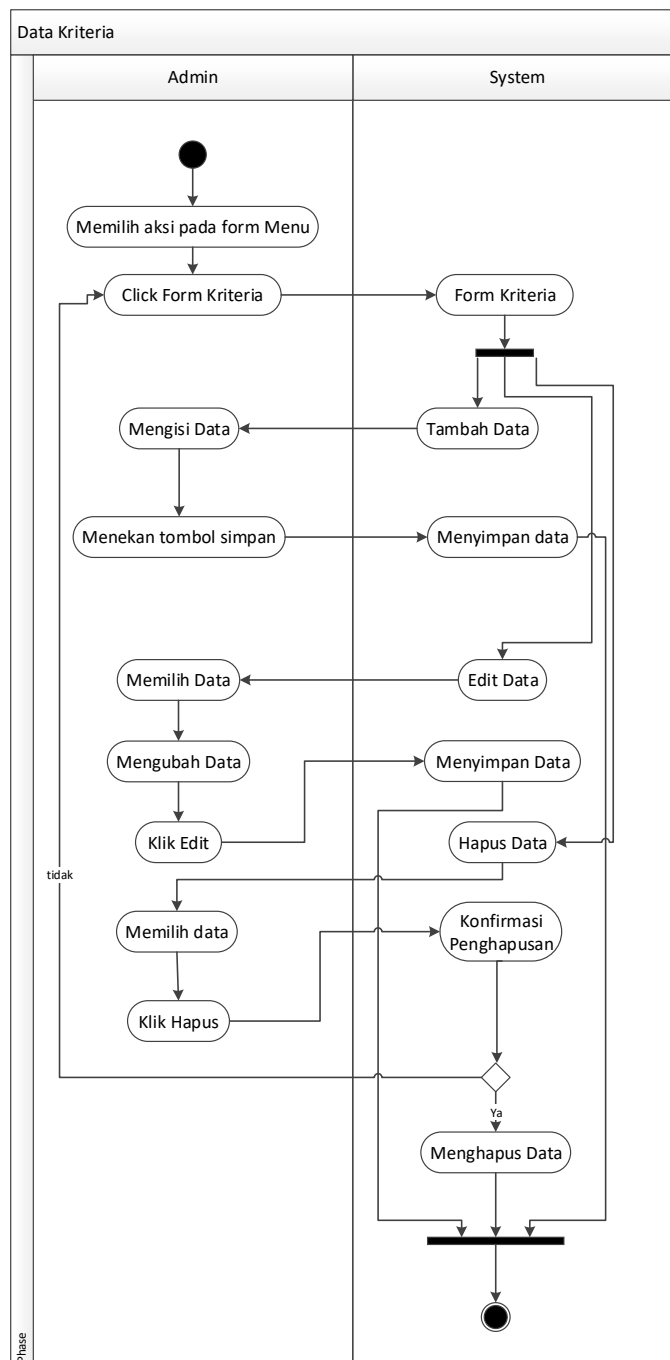 Data Kriteria
Admin
System
Memilih aksi pada form Menu
Click Form Kriteria
Form Kriteria
Mengisi Data
Tambah Data
Menekan tombol simpan
Menyimpan data
Memilih Data
Edit Data
Mengubah Data
Menyimpan Data
Klik Edit
Hapus Data
tidak
Memilih data
Konfirmasi
Penghapusan
Klik Hapus
Ya
Menghapus Data
Phase